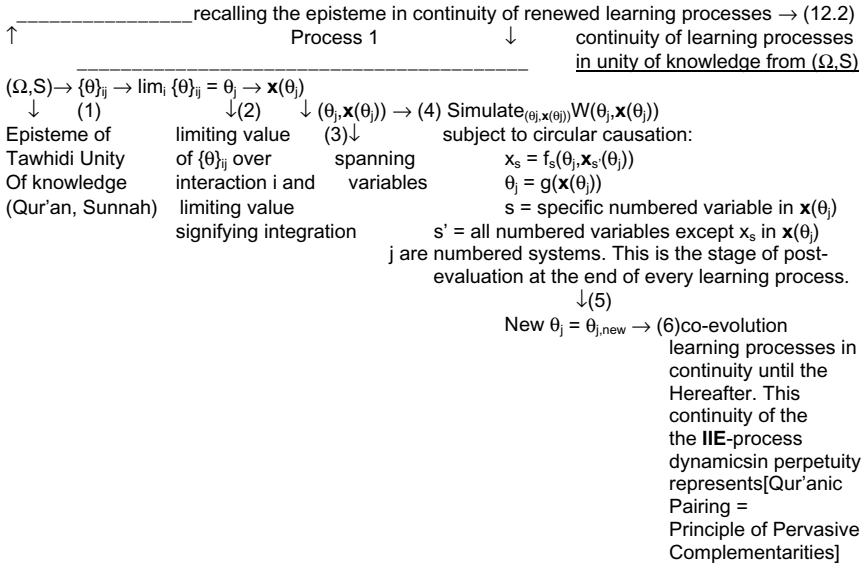 ________________recalling the episteme in continuity of renewed learning processes → (12.2)
↑ Process 1 ↓ continuity of learning processes
_________________________________________ in unity of knowledge from (Ω,S)
(Ω,S)→ {θ}ij → limi {θ}ij = θj → x(θj)
↓ (1) ↓(2) ↓ (θj,x(θj)) → (4) Simulate(θj,x(θj))W(θj,x(θj))
Episteme of limiting value (3)↓ subject to circular causation:
Tawhidi Unity of {θ}ij over spanning xs = fs(θj,xs'(θj))
Of knowledge interaction i and variables θj = g(x(θj))
(Qur'an, Sunnah) limiting value s = specific numbered variable in x(θj)
signifying integration s' = all numbered variables except xs in x(θj)
j are numbered systems. This is the stage of post-
evaluation at the end of every learning process.
↓(5)
New θj = θj,new → (6)co-evolution
learning processes in
continuity until the
Hereafter. This
continuity of the
the IIE-process
dynamicsin perpetuity
represents[Qur'anic
Pairing =
Principle of Pervasive
Complementarities]